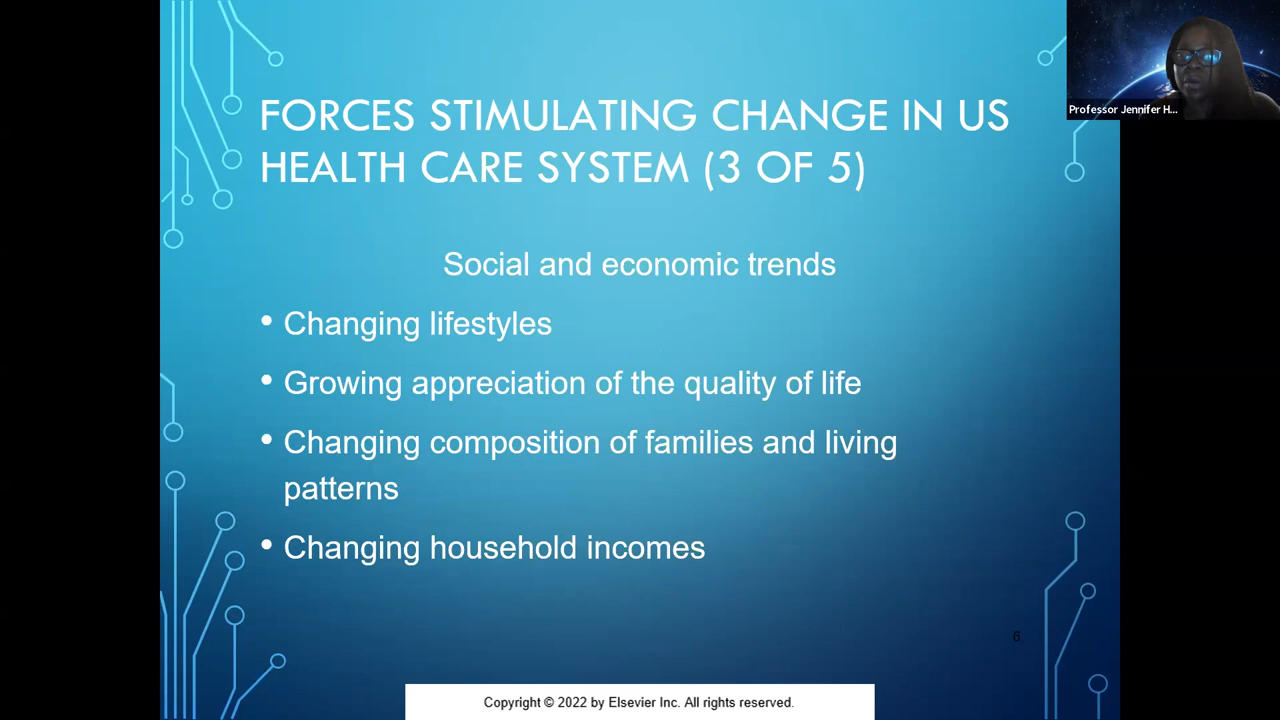 FORCES STIMULATING CHANGE IN US
HEALTH CARE SYSTEM (3 OF 5)
Professor Jennifer H...
Social and economic trends
• Changing lifestyles
• Growing appreciation of the quality of life
• Changing composition of families and living
patterns
• Changing household incomes
6
Copyright © 2022 by Elsevier Inc. All rights reserved.